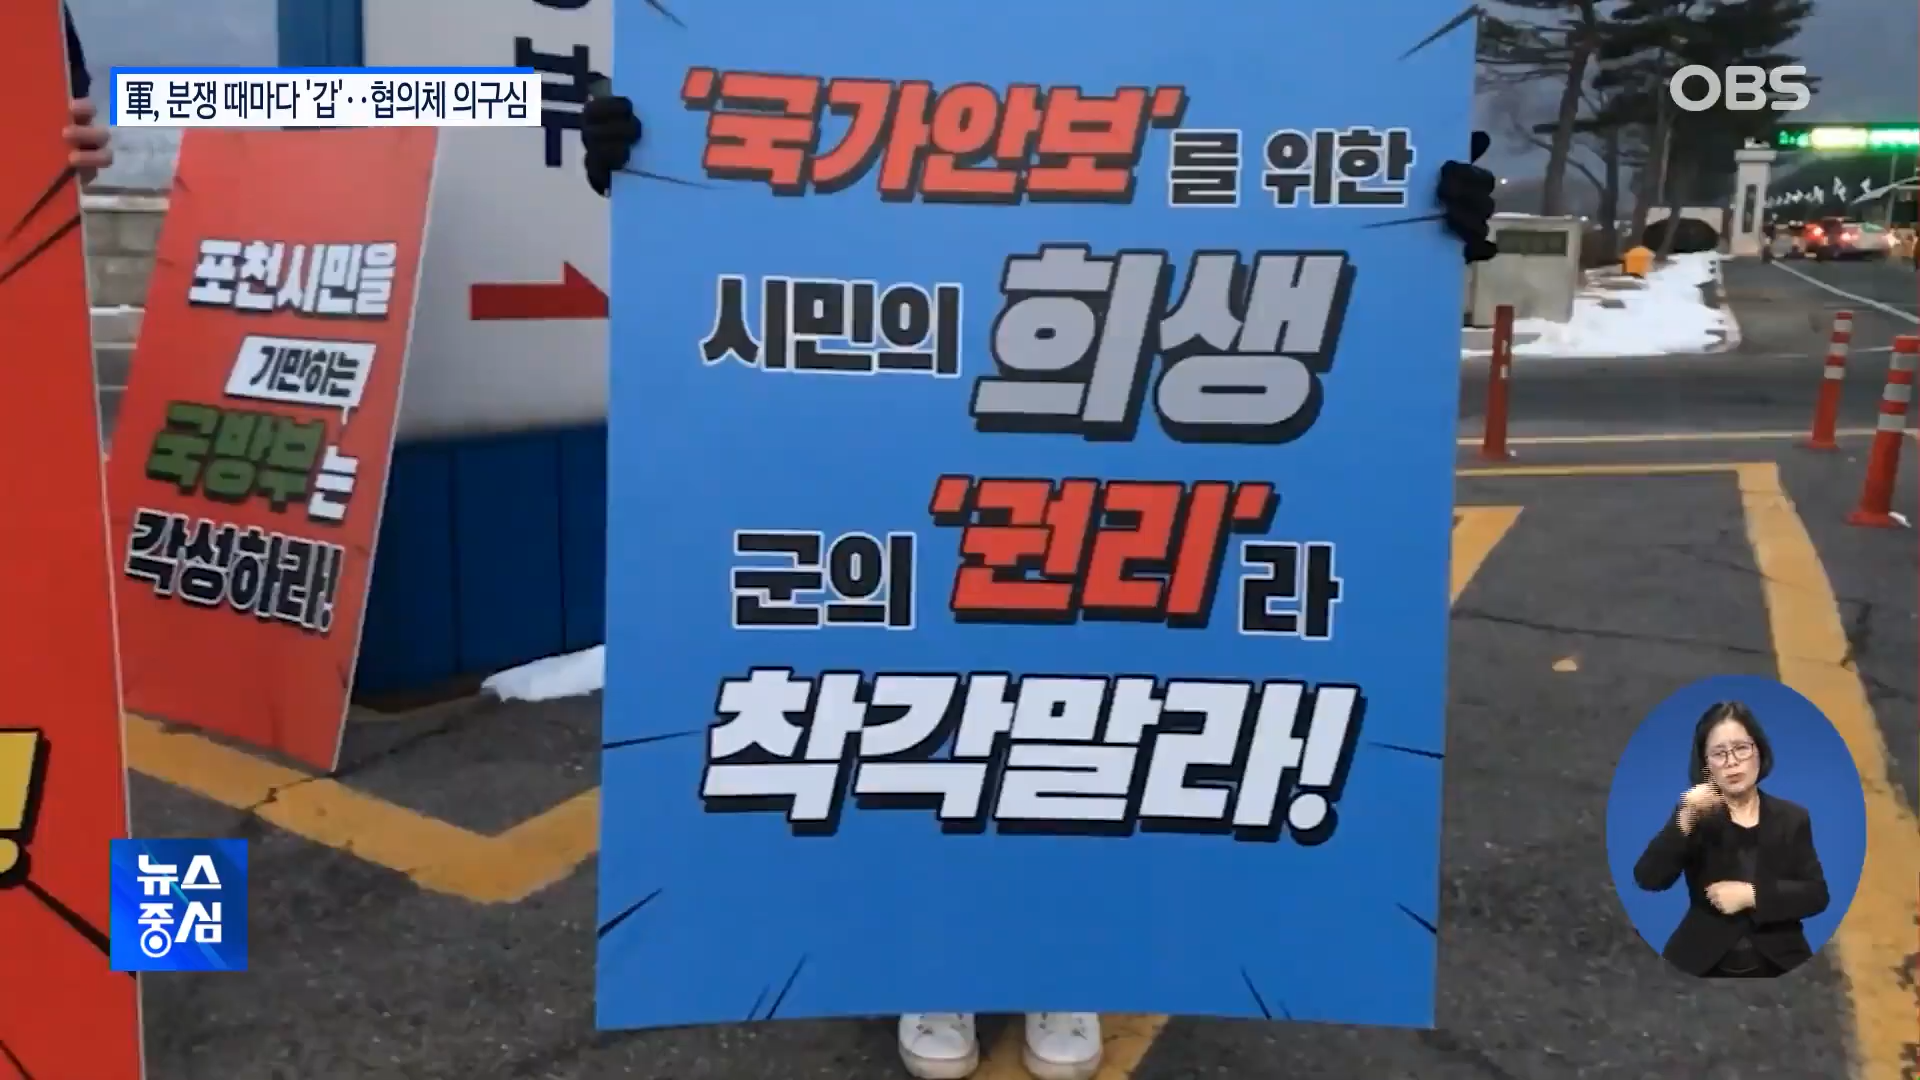 軍, 분쟁 때마다 '갑'‥협의체 의구심
OBS
'국가안보'를 위한
시민의 희생
군의 '권리'라
착각말라!
포천시민을
기만하는
국방부는
각성하라!
뉴스
중심